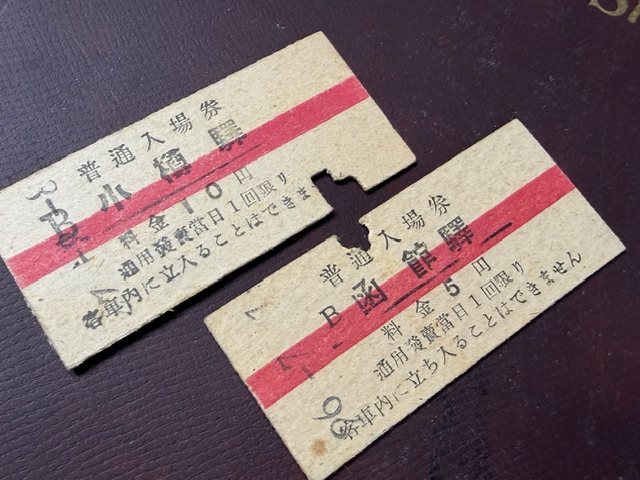 普通入場券
B 小樽驛
料金10円
通用発賣當日1回限り
客車内に立入ることはできま
普通入場券
B 函館驛
料金5円
通用発賣當日1回限り
客車内に立ち入ることはできません